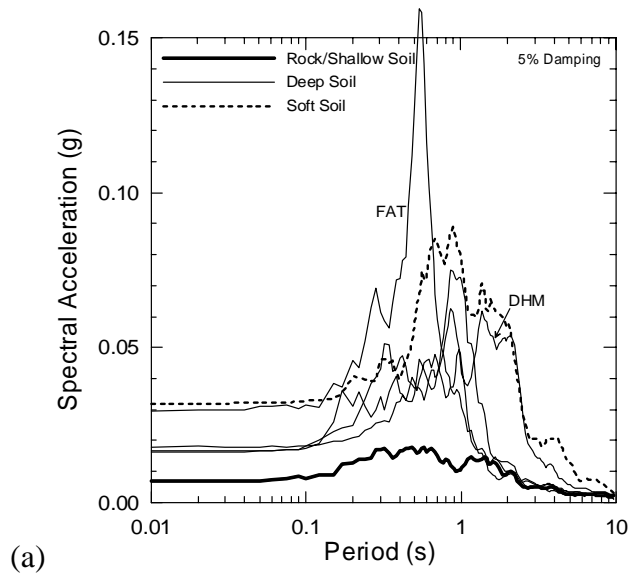 0.15
Rock/Shallow Soil
5% Damping
Deep Soil
Soft Soil
Spectral Acceleration (g)
0.10
FAT
DHM
0.05
0.00
0.01
0.1
1
10
Period (s)
(a)